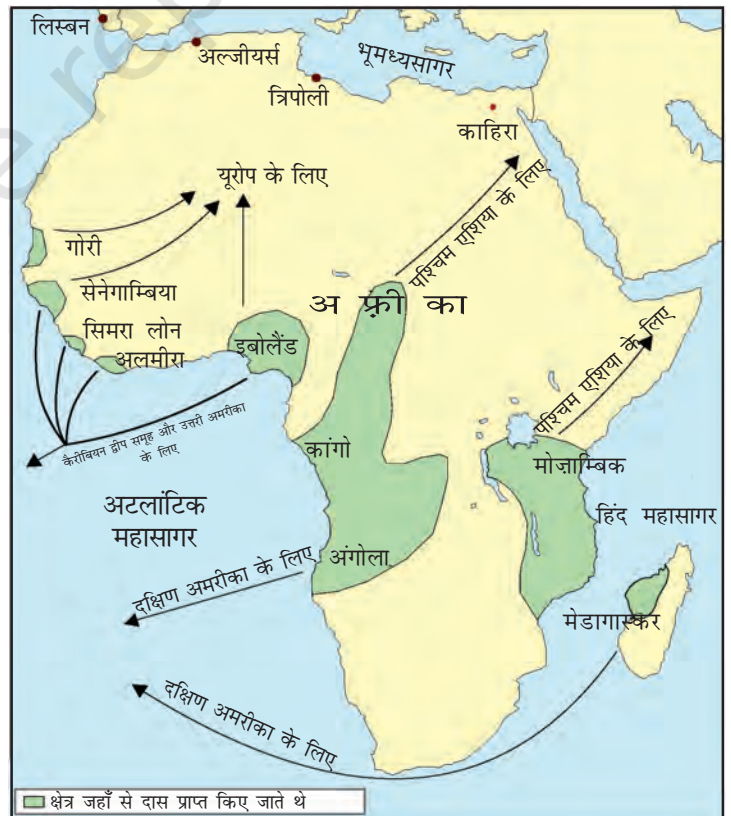 लिस्बन
अल्जीयर्स
भूमध्यसागर
त्रिपोली
काहिरा
यूरोप के लिए
पश्चिम एशिया के लिए
गोरी
सेनेगाम्बिया
अ फ़्री का
सिमरा लोन
इबोलैंड
अलमीरा
पश्चिम एशिया के लिए
कैरीबियन द्वीप समूह और उत्तरी अमरीका
के लिए
कांगो
मोज़ाम्बिक
अटलांटिक
महासागर
हिंद महासागर
अंगोला
दक्षिण अमरीका के लिए
मेडागास्कर
दक्षिण अमरीका के लिए
क्षेत्र जहाँ से दास प्राप्त किए जाते थे